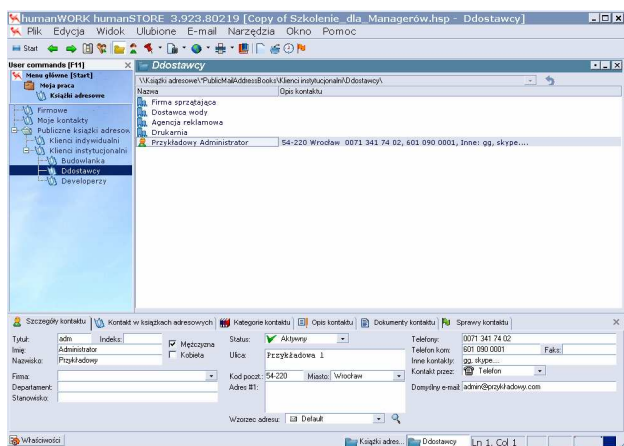 humanWORK humanSTORE 3.923.80219 [Copy of Szkolenie_dla_Managerów.hsp - Ddostawcy]
Plik Edycja Widok Ulubione E-mail Narzędzia Okno Pomoc
Start
User commands [F11]
Menu główne [Start]
Moja praca
Książki adresowe
Firmowe
Moje kontakty
Publiczne książki adresow
Klienci indywidualni
Klienci instytucjonalni
Budowlanka
Ddostawcy
Developerzy
Ddostawcy
\\Książki adresowe\*PublicMailAddressBooks\Klienci instytucjonalni\Ddostawcy\
Nazwa Opis kontaktu
Firma sprzątająca
Dostawca wody
Agencja reklamowa
Drukarnia
Przykładowy Administrator 54-220 Wrocław 0071 341 74 02, 601 090 0001, Inne: gg, skype....
Szczegóły kontaktu Kontakt w książkach adresowych Kategorie kontaktu Opis kontaktu Dokumenty kontaktu Sprawy kontaktu
Tytuł: adm Indeks: Mężczyzna Status: Aktywny Telefony: 0071 341 74 02
Imię: Administrator Kobieta Ulica: Przykładowa 1 Telefon kom: 601 090 0001 Faks:
Nazwisko: Przykładowy Inne kontakty: gg, skype...
Firma: Kod poczt.: 54-220 Miasto: Wrocław Kontakt przez: Telefon
Departament: Adres #1: Domyślny e-mail: admin@przykladowy.com
Stanowisko:
Wzorzec adresu: Default
Właściwości Książki adres... Ddostawcy Ln 1, Col 1